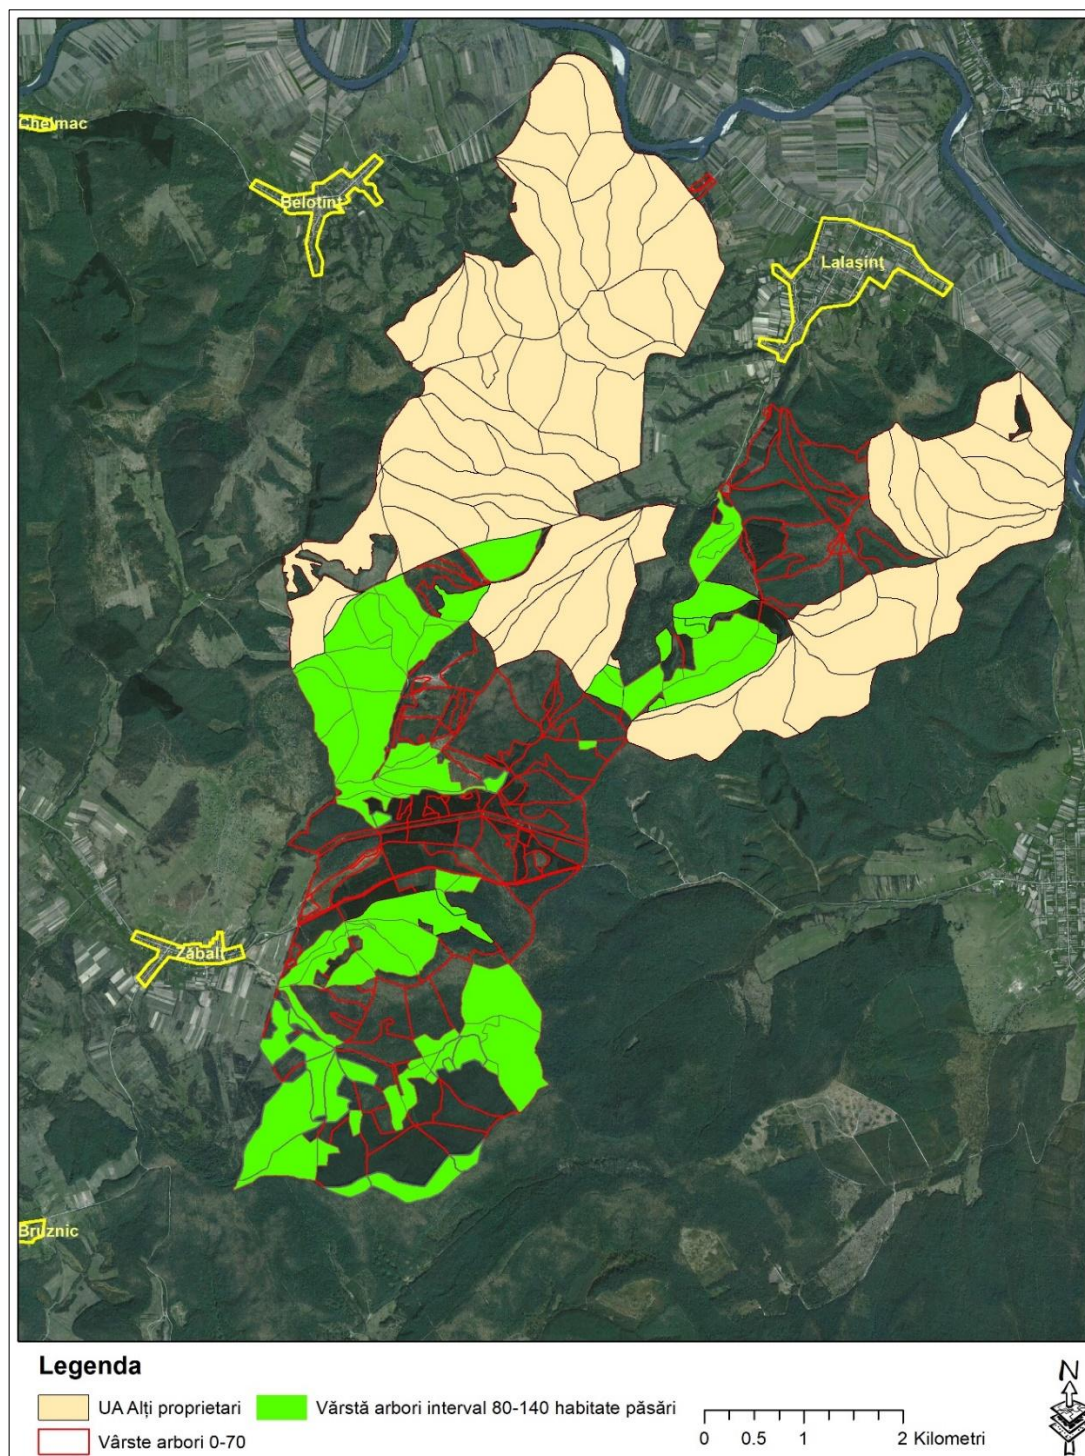 Chelmac
Belotinț
Lalașinț
Zăbalț
Bruznic
Legenda
UA Alți proprietari
Vârstă arbori interval 80-140 habitate păsări
Vârste arbori 0-70
0 0.5 1 2 Kilometri
N